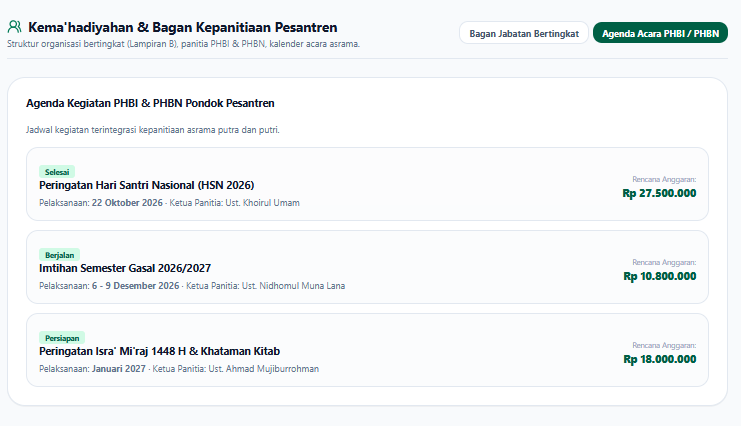 Kema'hadiyahan & Bagan Kepanitiaan Pesantren
Struktur organisasi bertingkat (Lampiran B), panitia PHBI & PHBN, kalender acara asrama.
Bagan Jabatan Bertingkat
Agenda Acara PHBI / PHBN
Agenda Kegiatan PHBI & PHBN Pondok Pesantren
Jadwal kegiatan terintegrasi kepanitiaan asrama putra dan putri.
Selesai
Peringatan Hari Santri Nasional (HSN 2026)
Pelaksanaan: 22 Oktober 2026 · Ketua Panitia: Ust. Khoirul Umam
Rencana Anggaran:
Rp 27.500.000
Berjalan
Imtihan Semester Gasal 2026/2027
Pelaksanaan: 6 - 9 Desember 2026 · Ketua Panitia: Ust. Nidhomul Muna Lana
Rencana Anggaran:
Rp 10.800.000
Persiapan
Peringatan Isra' Mi'raj 1448 H & Khataman Kitab
Pelaksanaan: Januari 2027 · Ketua Panitia: Ust. Ahmad Mujiburrohman
Rencana Anggaran:
Rp 18.000.000